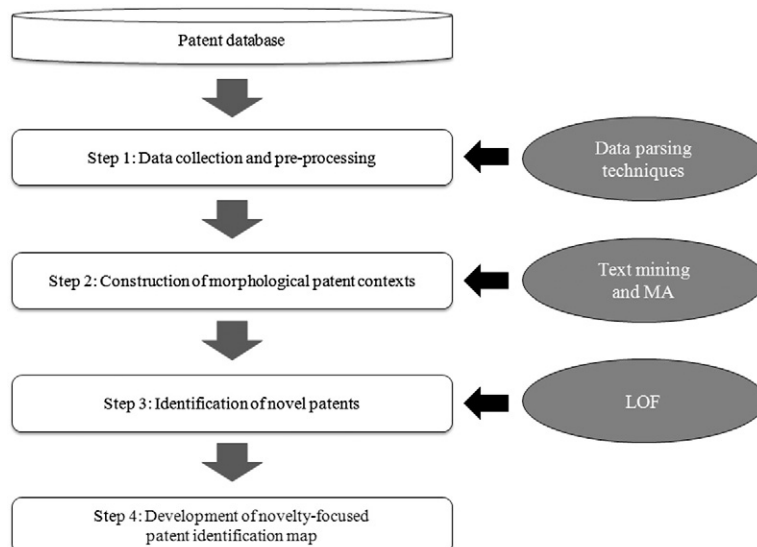 Patent database
Step 1: Data collection and pre-processing
Data parsing
techniques
Step 2: Construction of morphological patent contexts
Text mining
and MA
Step 3: Identification of novel patents
LOF
Step 4: Development of novelty-focused
patent identification map